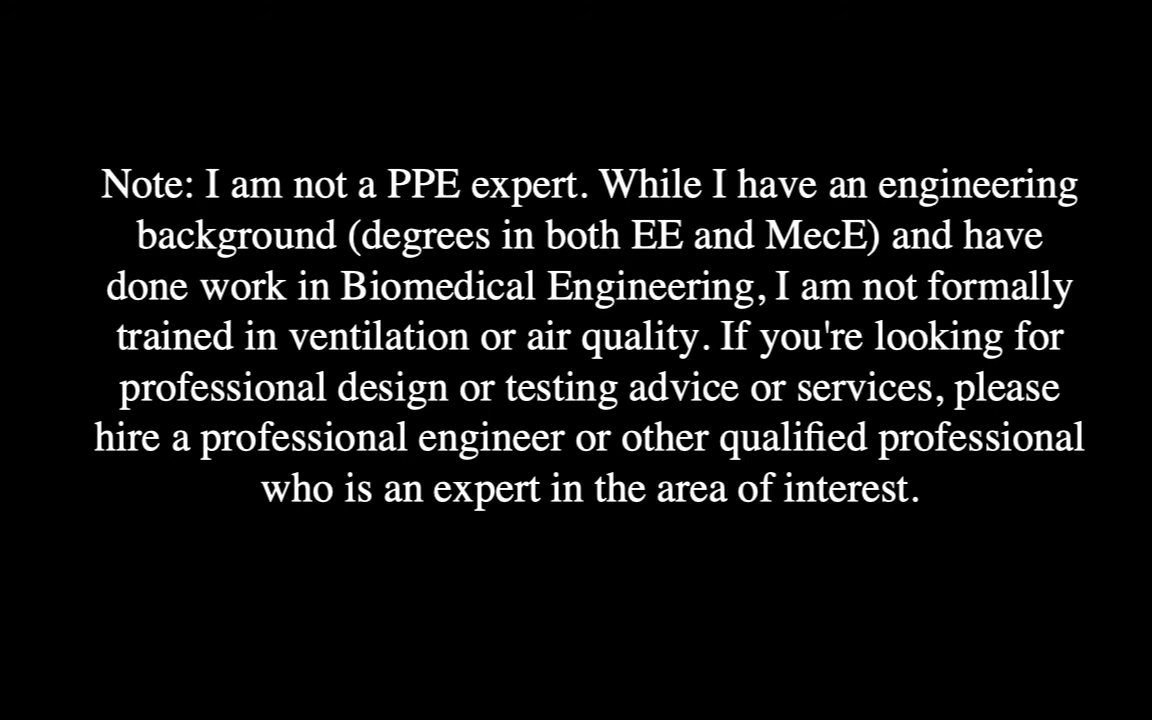 Note: I am not a PPE expert. While I have an engineering
background (degrees in both EE and MecE) and have
done work in Biomedical Engineering, I am not formally
trained in ventilation or air quality. If you're looking for
professional design or testing advice or services, please
hire a professional engineer or other qualified professional
who is an expert in the area of interest.